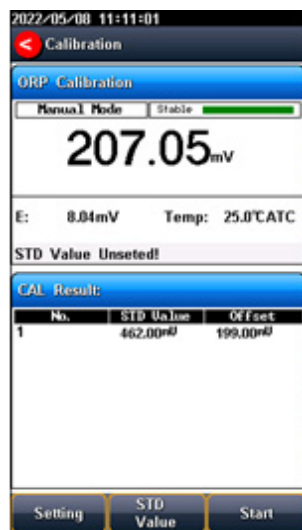 2022/05/08 11:11:01
< Calibration
ORP Calibration
Manual Mode Stable
207.05mV
E: 8.04mV Temp: 25.0℃ATC
STD Value Unseted!
CAL Result:
No. STD Value Offset
1 462.00mV 199.00mV
Setting STD Value Start